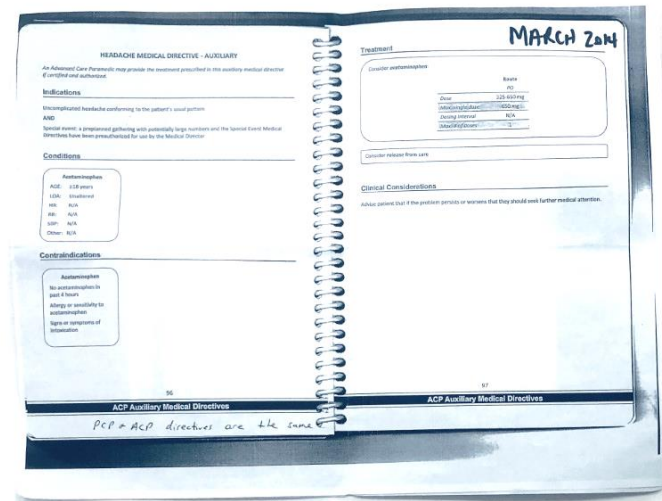 HEADACHE MEDICAL DIRECTIVE - AUXILIARY
An Advanced Care Paramedic may provide the treatment prescribed in this auxiliary medical directive
if certified and authorized.
Indications
Uncomplicated headache conforming to the patient's usual pattern
AND
Special event: a preplanned gathering with potentially large numbers and the Special Event Medical
Directives have been preauthorized for use by the Medical Director
Conditions
Acetaminophen
AGE: ≥18 years
LOA: Unaltered
HR: N/A
RR: N/A
SBP: N/A
Other: N/A
Contraindications
Acetaminophen
No acetaminophen in
past 4 hours
Allergy or sensitivity to
acetaminophen
Signs or symptoms of
intoxication
ACP Auxiliary Medical Directives
PCP & ACP directives are the same
MARCH 2014
Treatment
Consider acetaminophen
Route
PO
Dose 325-650 mg
Max. single dose 650 mg
Dosing interval N/A
Max. # of doses 1
Consider release from care
Clinical Considerations
Advise patient that if the problem persists or worsens that they should seek further medical attention.
67
ACP Auxiliary Medical Directives